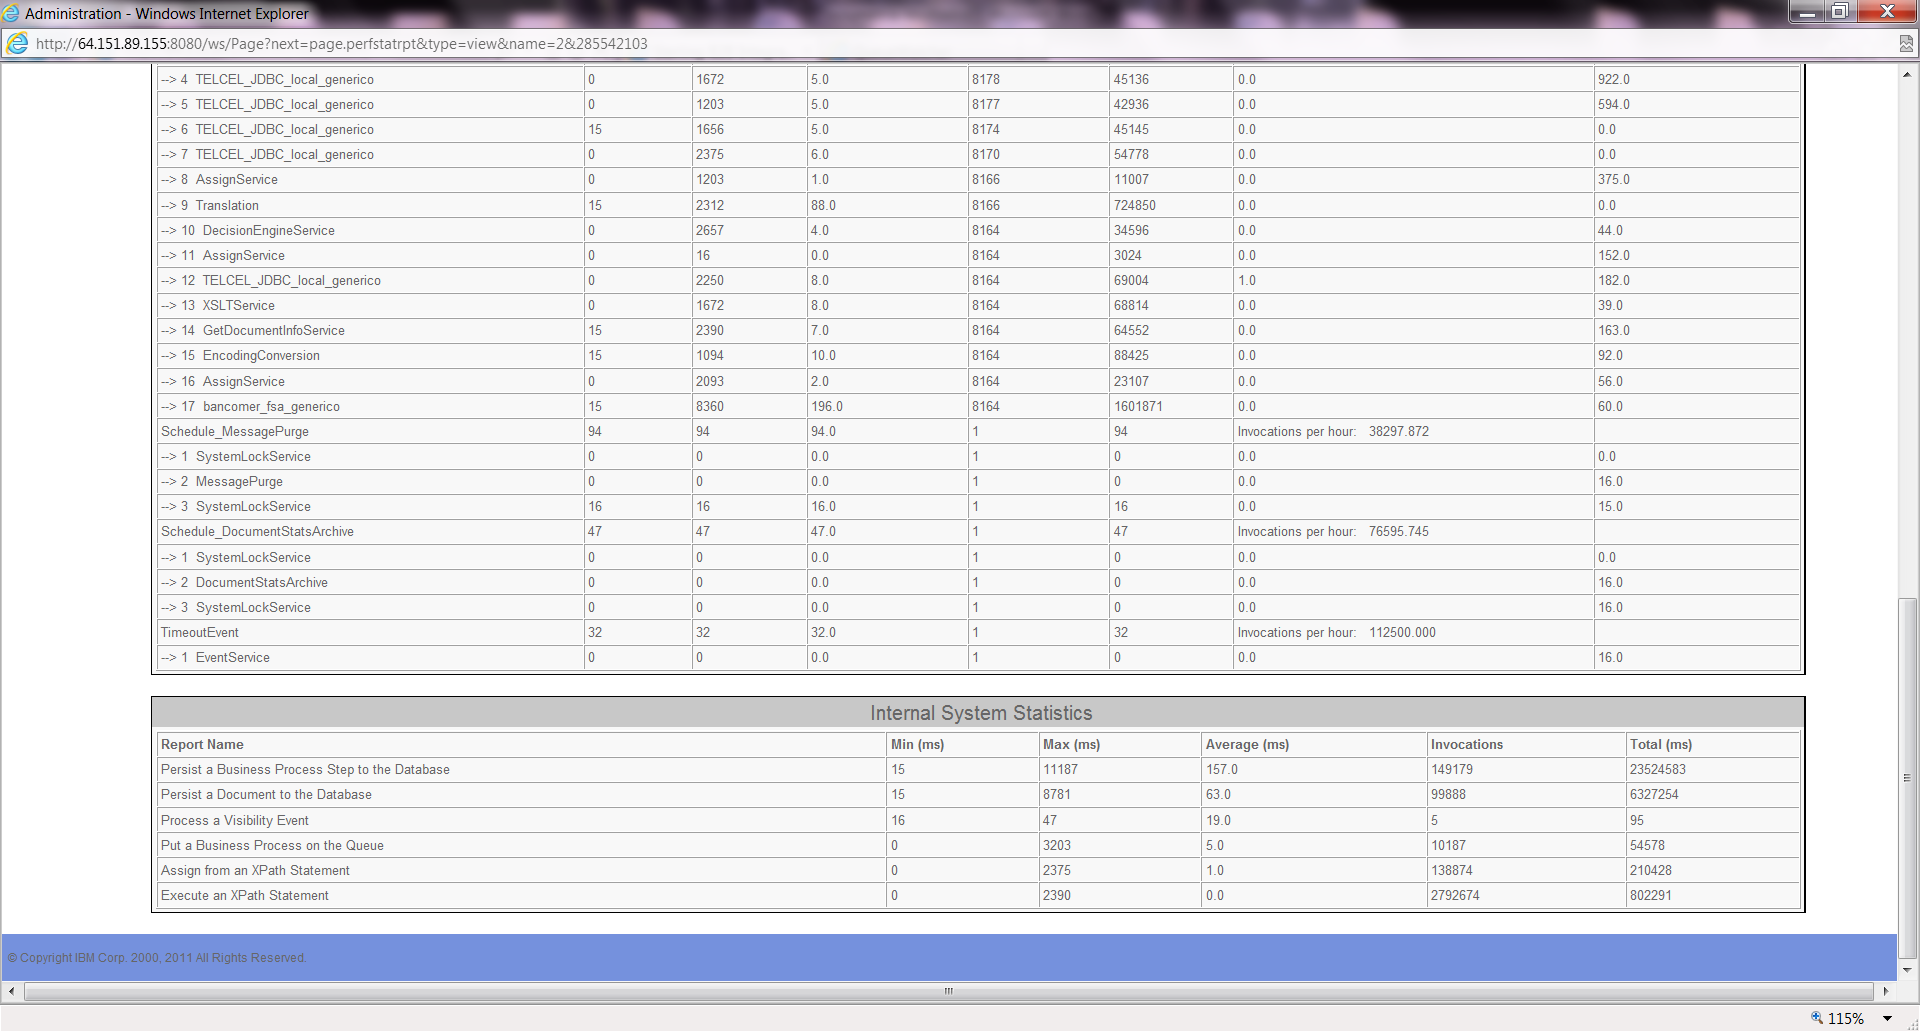 Administration - Windows Internet Explorer
http://64.151.89.155:8080/ws/Page?next=page.perfstatrpt&type=view&name=2&285542103
--> 4 TELCEL_JDBC_local_generico 0 1672 5.0 8178 45136 0.0 922.0
--> 5 TELCEL_JDBC_local_generico 0 1203 5.0 8177 42936 0.0 594.0
--> 6 TELCEL_JDBC_local_generico 15 1656 5.0 8174 45145 0.0 0.0
--> 7 TELCEL_JDBC_local_generico 0 2375 6.0 8170 54778 0.0 0.0
--> 8 AssignService 0 1203 1.0 8166 11007 0.0 375.0
--> 9 Translation 15 2312 88.0 8166 724850 0.0 0.0
--> 10 DecisionEngineService 0 2657 4.0 8164 34596 0.0 44.0
--> 11 AssignService 0 16 0.0 8164 3024 0.0 152.0
--> 12 TELCEL_JDBC_local_generico 0 2250 8.0 8164 69004 1.0 182.0
--> 13 XSLTService 0 1672 8.0 8164 68814 0.0 39.0
--> 14 GetDocumentInfoService 15 2390 7.0 8164 64552 0.0 163.0
--> 15 EncodingConversion 15 1094 10.0 8164 88425 0.0 92.0
--> 16 AssignService 0 2093 2.0 8164 23107 0.0 56.0
--> 17 bancomer_fsa_generico 15 8360 196.0 8164 1601871 0.0 60.0
Schedule_MessagePurge 94 94 94.0 1 94 Invocations per hour: 38297.872
--> 1 SystemLockService 0 0 0.0 1 0 0.0 0.0
--> 2 MessagePurge 0 0 0.0 1 0 0.0 16.0
--> 3 SystemLockService 16 16 16.0 1 16 0.0 15.0
Schedule_DocumentStatsArchive 47 47 47.0 1 47 Invocations per hour: 76595.745
--> 1 SystemLockService 0 0 0.0 1 0 0.0 0.0
--> 2 DocumentStatsArchive 0 0 0.0 1 0 0.0 16.0
--> 3 SystemLockService 0 0 0.0 1 0 0.0 16.0
TimeoutEvent 32 32 32.0 1 32 Invocations per hour: 112500.000
--> 1 EventService 0 0 0.0 1 0 0.0 16.0
Internal System Statistics
Report Name Min (ms) Max (ms) Average (ms) Invocations Total (ms)
Persist a Business Process Step to the Database 15 11187 157.0 149179 23524583
Persist a Document to the Database 15 8781 63.0 99888 6327254
Process a Visibility Event 16 47 19.0 5 95
Put a Business Process on the Queue 0 3203 5.0 10187 54578
Assign from an XPath Statement 0 2375 1.0 138874 210428
Execute an XPath Statement 0 2390 0.0 2792674 802291
© Copyright IBM Corp. 2000, 2011 All Rights Reserved.
115%